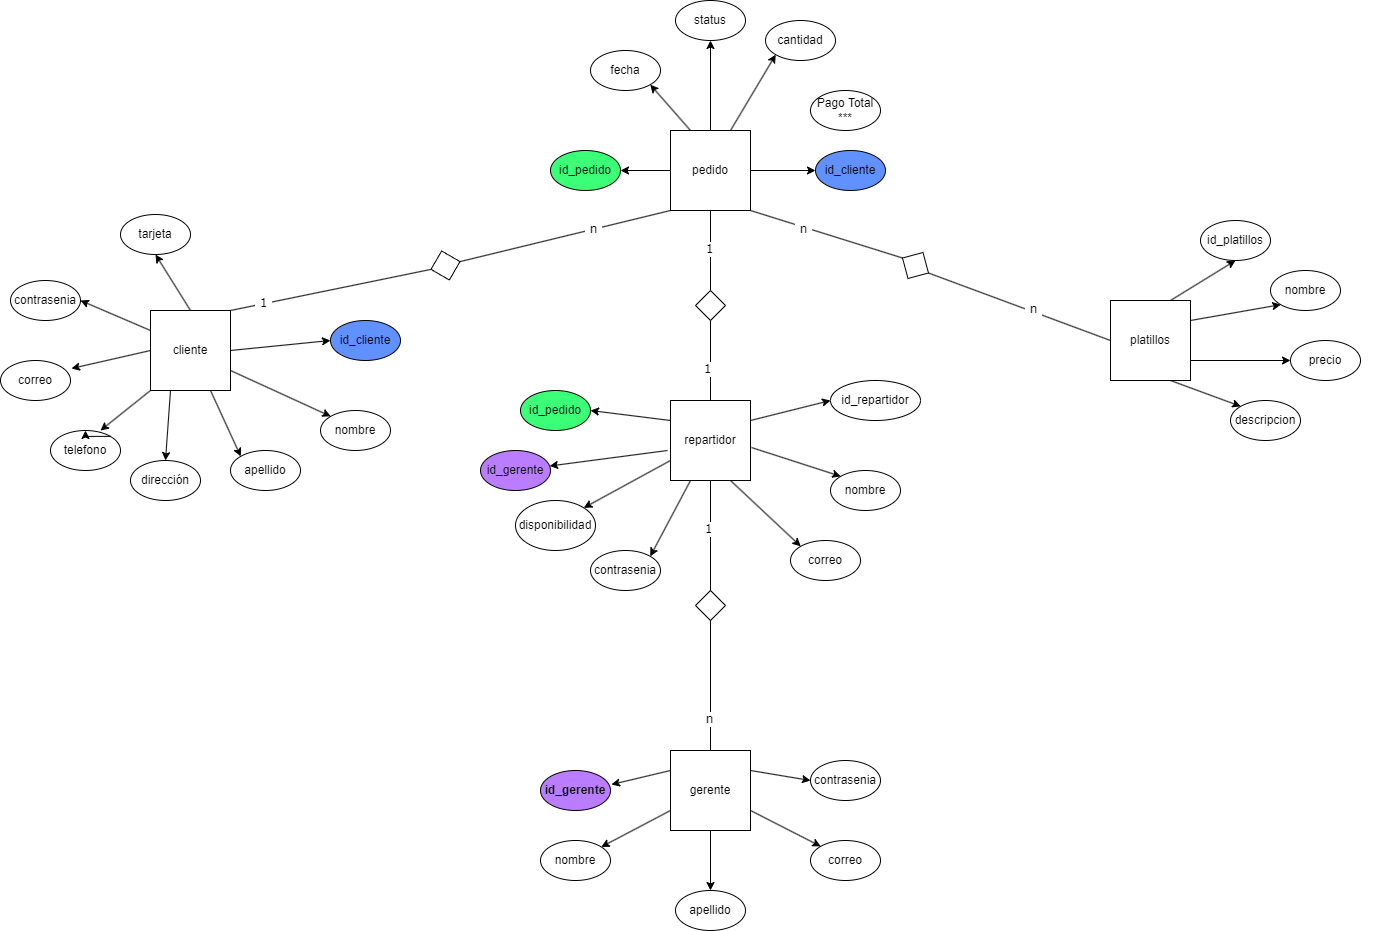 status
cantidad
fecha
Pago Total
***
id_pedido
pedido
id_cliente
n
n
1
tarjeta
id_platillos
contrasenia
1
nombre
n
cliente
id_cliente
platillos
precio
correo
1
id_pedido
id_repartidor
descripcion
nombre
repartidor
telefono
dirección
apellido
id_gerente
nombre
disponibilidad
1
contrasenia
correo
n
id_gerente
gerente
contrasenia
nombre
correo
apellido